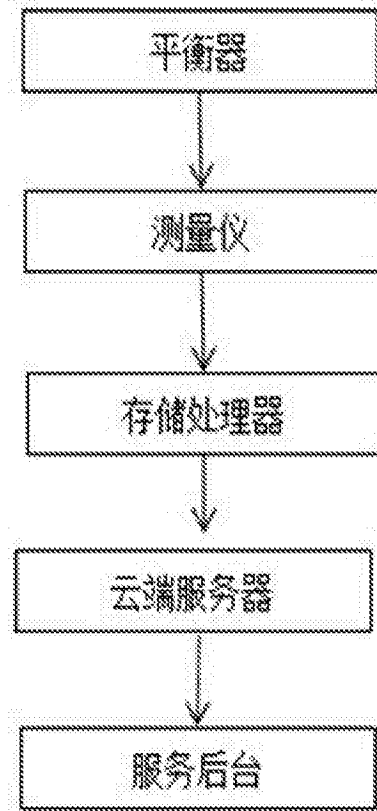 平衡器
测量仪
存储处理器
云端服务器
服务后台